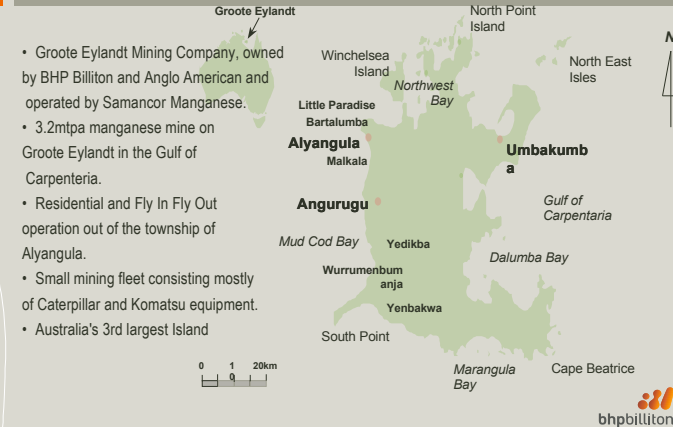 Groote Eylandt
• Groote Eylandt Mining Company, owned
by BHP Billiton and Anglo American and
operated by Samancor Manganese.
• 3.2mtpa manganese mine on
Groote Eylandt in the Gulf of
Carpenteria.
• Residential and Fly In Fly Out
operation out of the township of
Alyangula.
• Small mining fleet consisting mostly
of Caterpillar and Komatsu equipment.
• Australia's 3rd largest Island
North Point
Island
Winchelsea
Island
Northwest
Bay
North East
Isles
N
Little Paradise
Bartalumba
Alyangula
Malkala
Umbakumb
a
Angurugu
Gulf of
Carpentaria
Mud Cod Bay
Yedikba
Dalumba Bay
Wurrumenbum
anja
Yenbakwa
South Point
Marangula
Bay
Cape Beatrice
0 1 20km
0
bhpbilliton